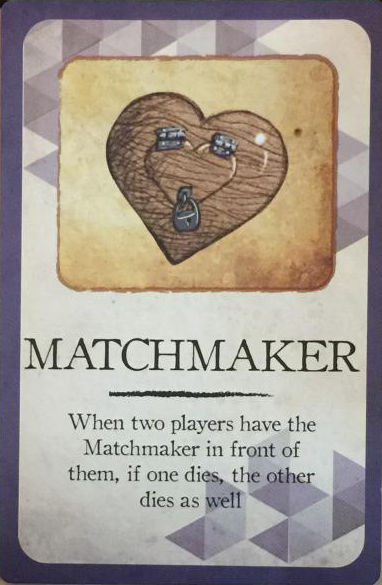 MATCHMAKER
When two players have the
Matchmaker in front of
them, if one dies, the other
dies as well